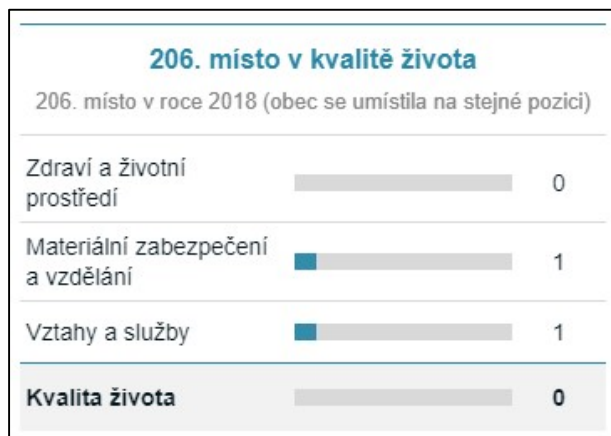 206. místo v kvalitě života
206. místo v roce 2018 (obec se umístila na stejné pozici)
Zdraví a životní
prostředí
0
Materiální zabezpečení
a vzdělání
1
Vztahy a služby
1
Kvalita života
0